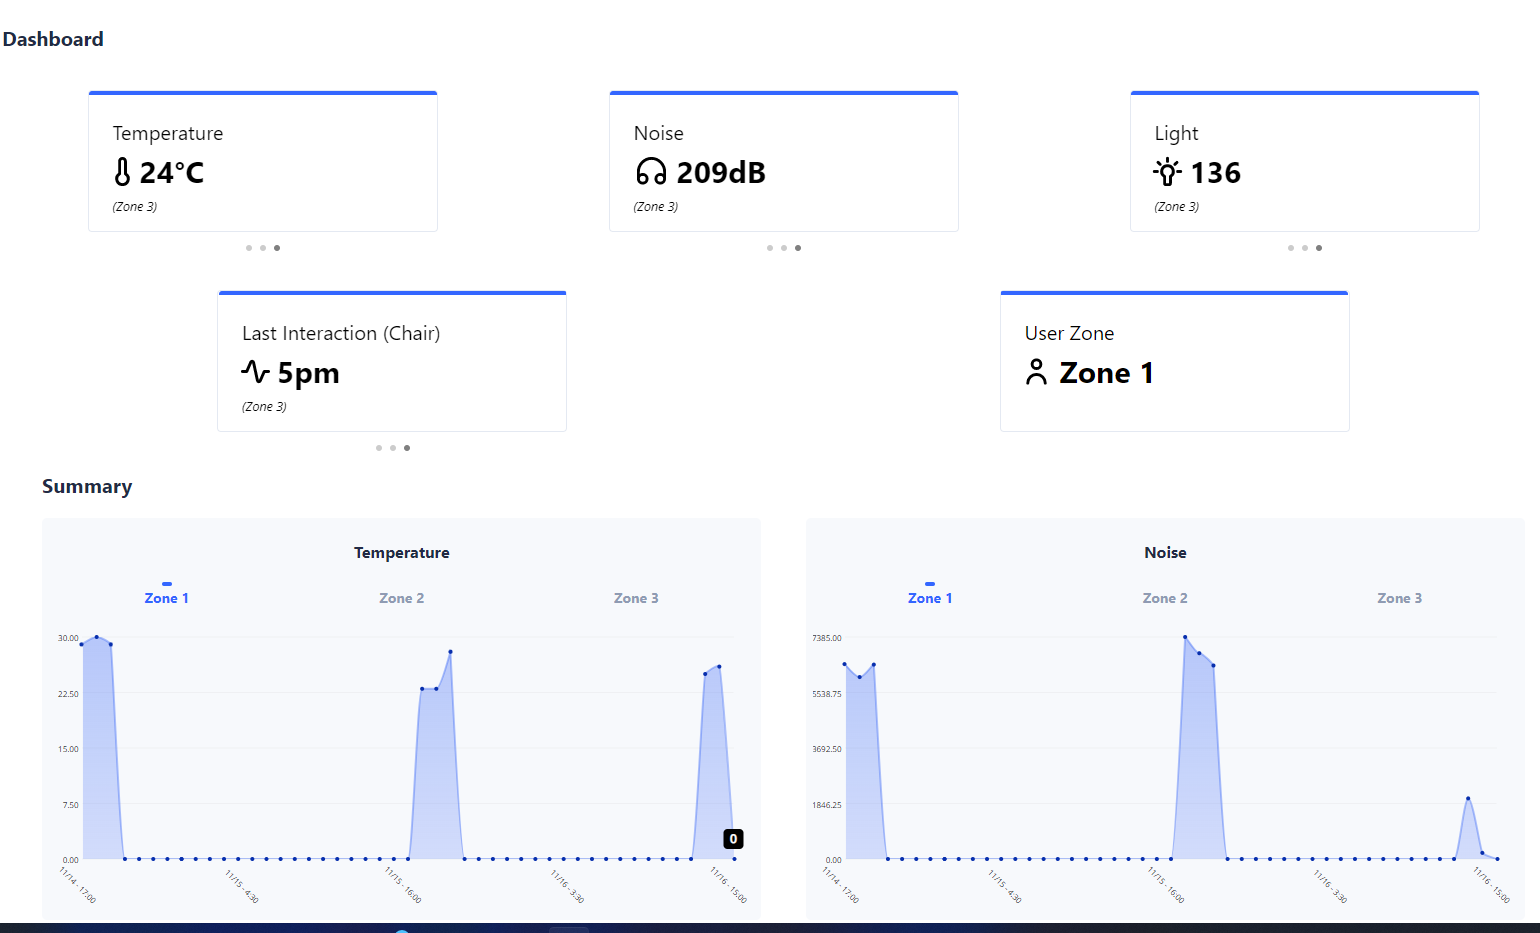 Dashboard
Temperature
24°C
(Zone 3)
Noise
209dB
(Zone 3)
Light
136
(Zone 3)
Last Interaction (Chair)
5pm
(Zone 3)
User Zone
Zone 1
Summary
Temperature
Zone 1 Zone 2 Zone 3
30.00
22.50
15.00
7.50
0.00
0
11/14 - 17:00 11/15 - 4:30 11/15 - 16:00 11/16 - 3:30 11/16 - 15:00
Noise
Zone 1 Zone 2 Zone 3
7385.00
5538.75
3692.50
1846.25
0.00
11/14 - 17:00 11/15 - 4:30 11/15 - 16:00 11/16 - 3:30 11/16 - 15:00